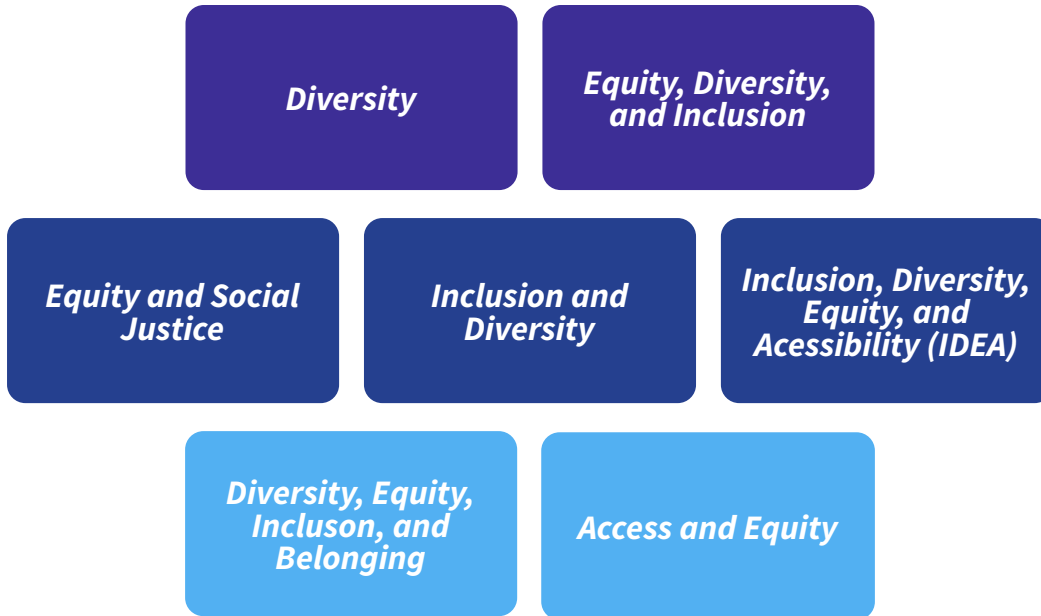 Diversity
Equity, Diversity,
and Inclusion
Equity and Social
Justice
Inclusion and
Diversity
Inclusion, Diversity,
Equity, and
Acessibility (IDEA)
Diversity, Equity,
Incluson, and
Belonging
Access and Equity